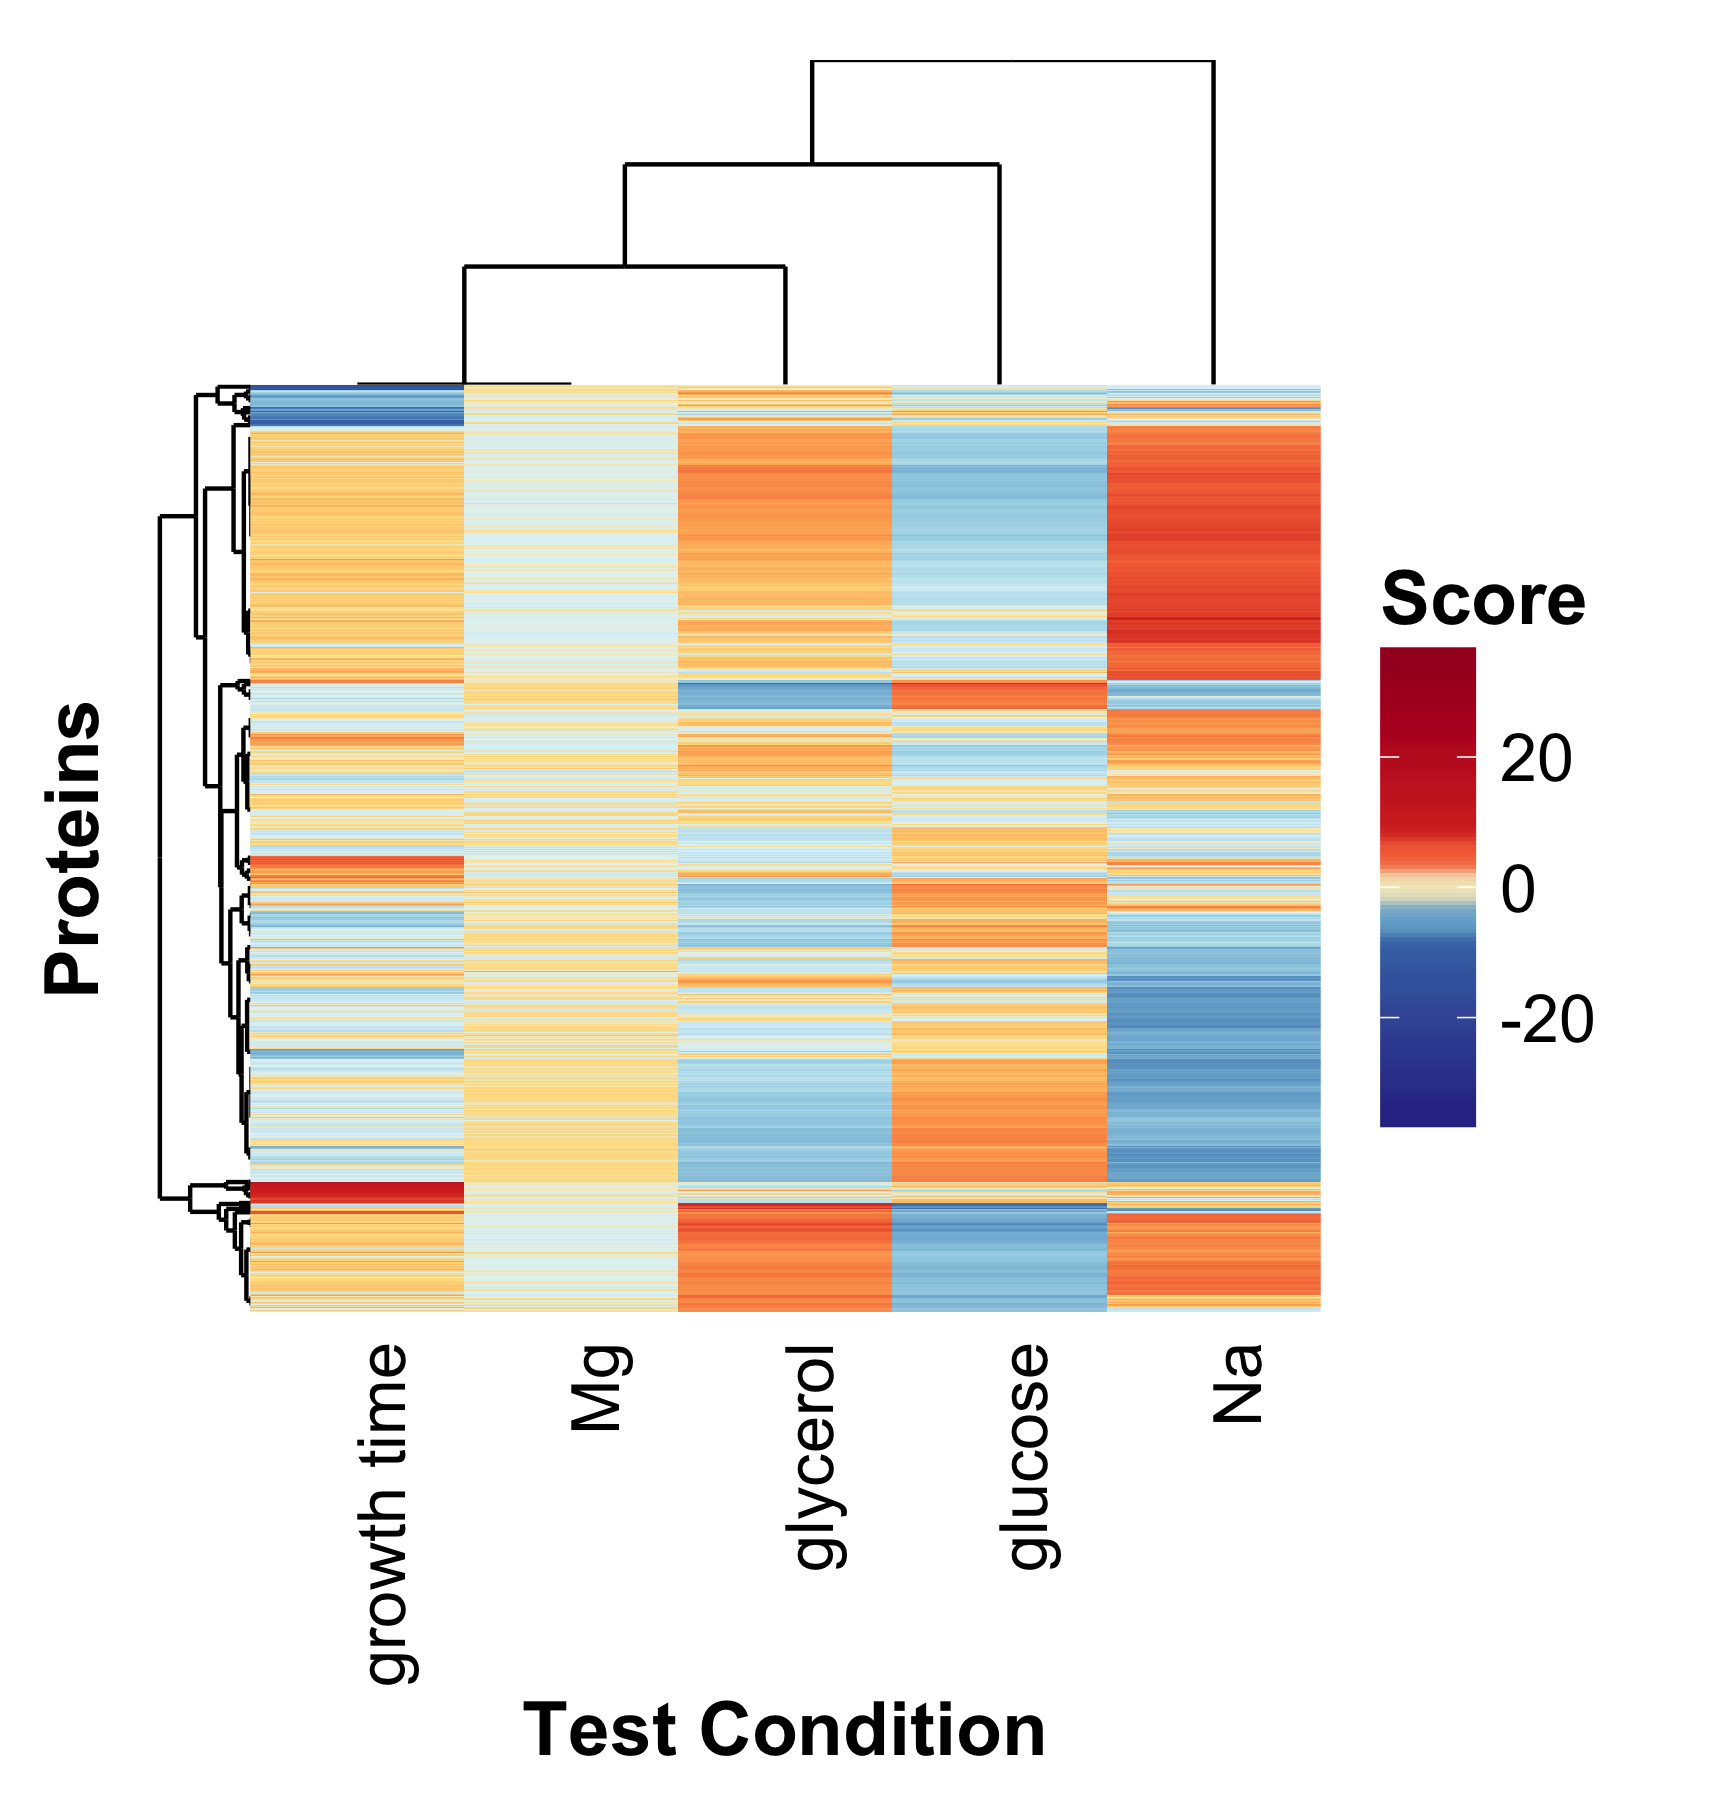 Proteins
Score
20
0
-20
growth time
Mg
glycerol
glucose
Na
Test Condition